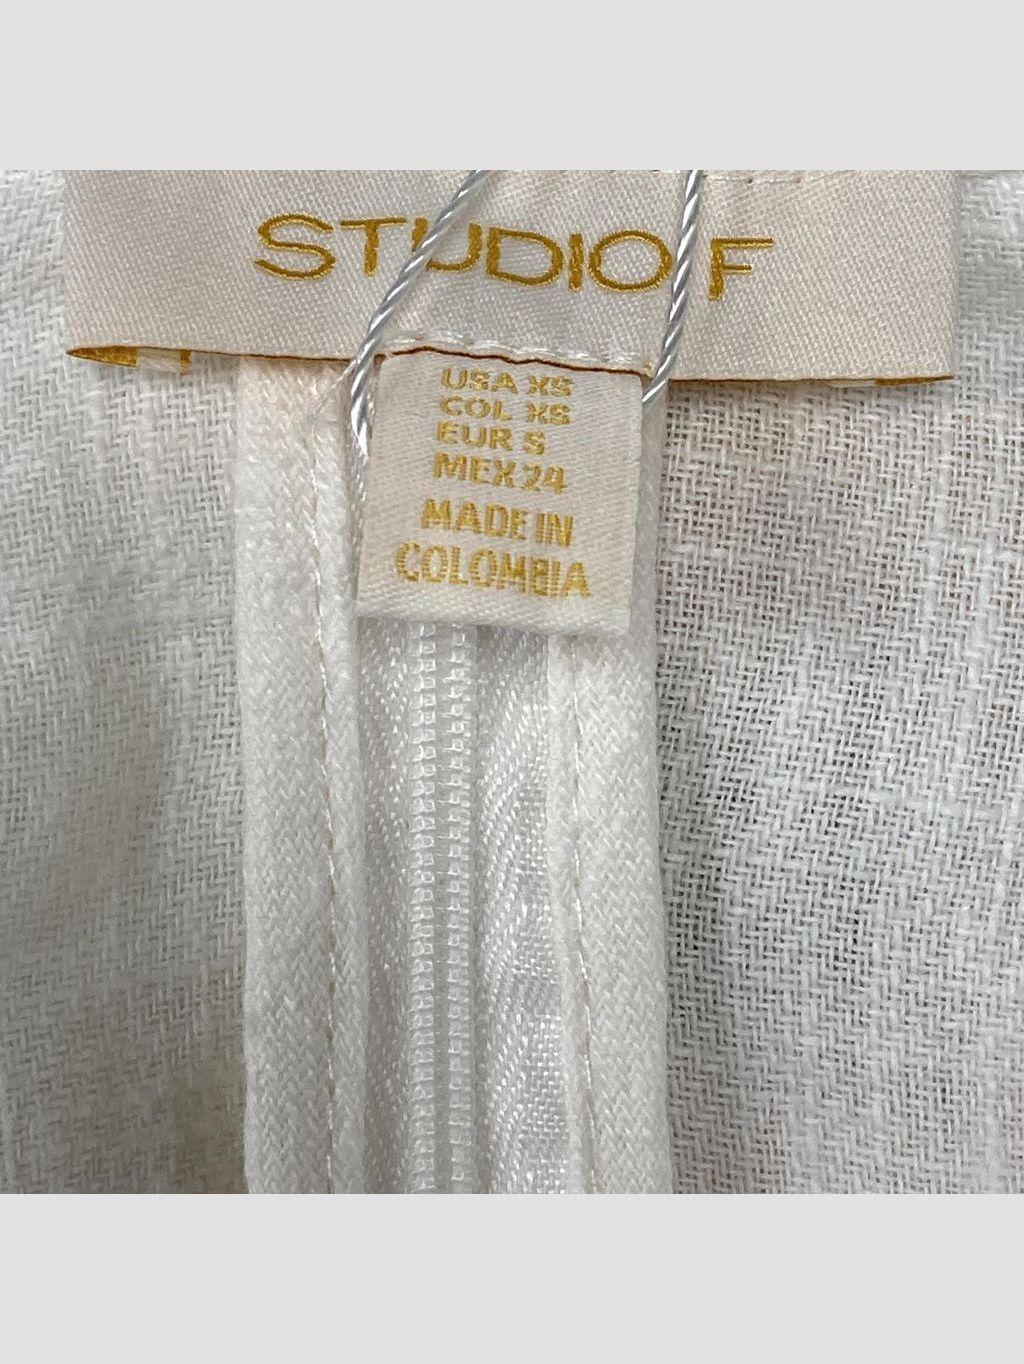 STUDIO F
USA XS
COL XS
EUR S
MEX 24
MADE IN
COLOMBIA